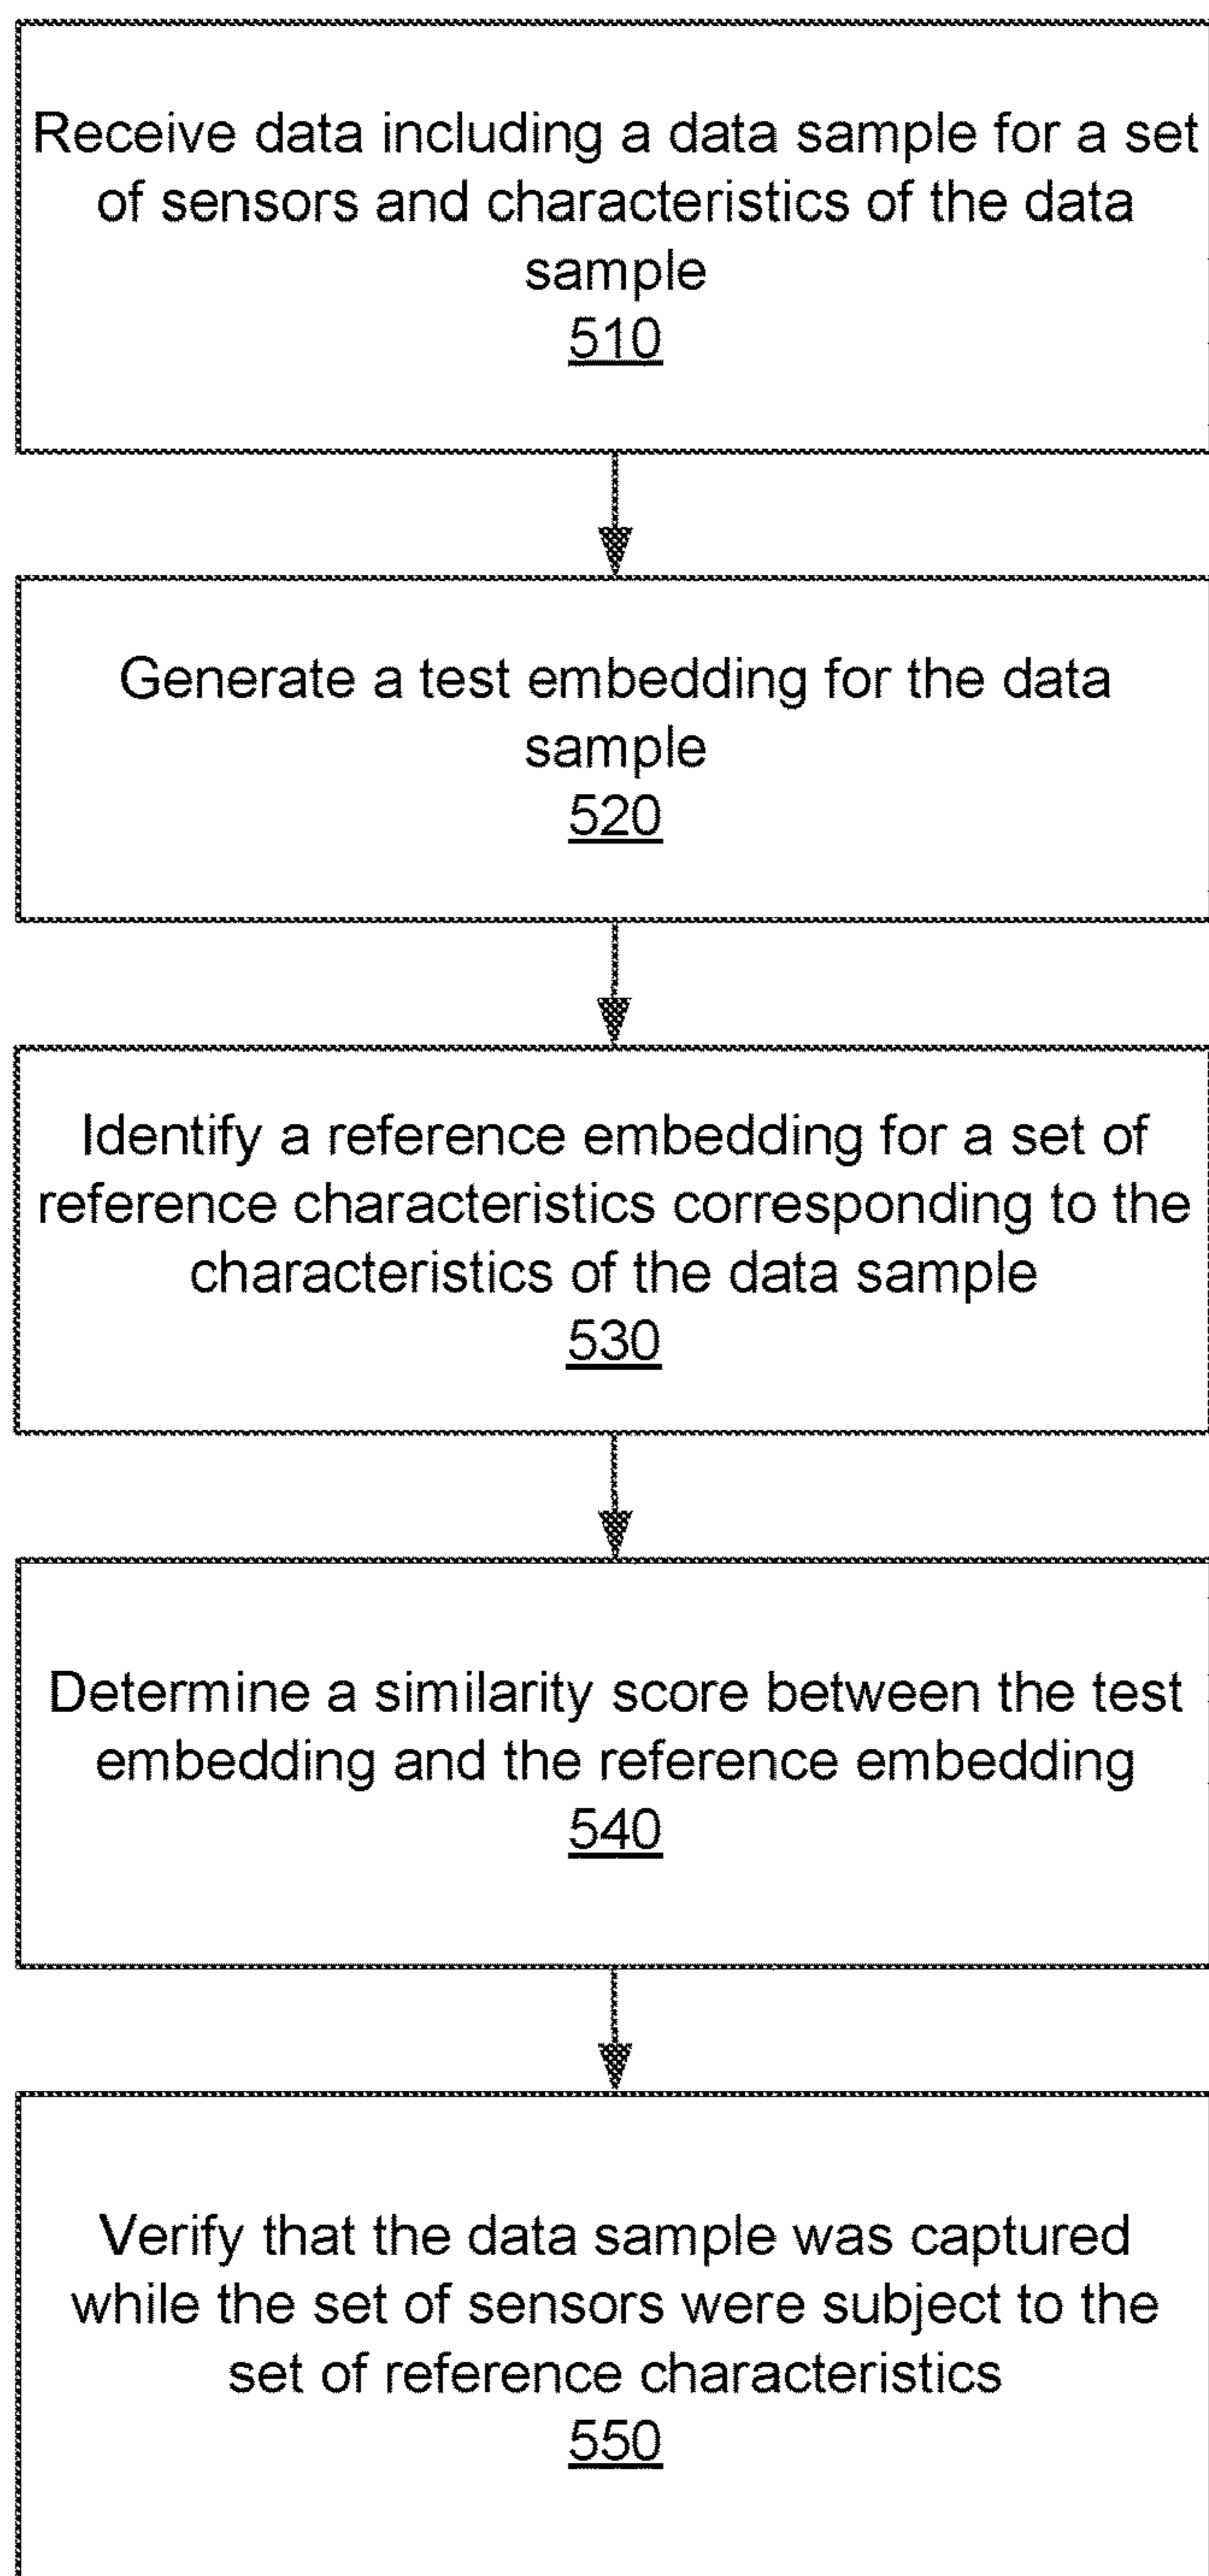 Receive data including a data sample for a set
of sensors and characteristics of the data
sample
510
Generate a test embedding for the data
sample
520
Identify a reference embedding for a set of
reference characteristics corresponding to the
characteristics of the data sample
530
Determine a similarity score between the test
embedding and the reference embedding
540
Verify that the data sample was captured
while the set of sensors were subject to the
set of reference characteristics
550